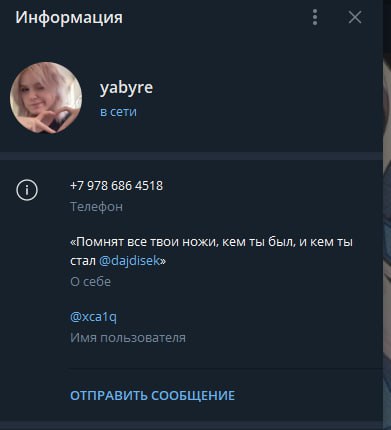 Информация
yabyre
в сети
+7 978 686 4518
Телефон
«Помнят все твои ножи, кем ты был, и кем ты
стал @dajdisek»
О себе
@xca1q
Имя пользователя
ОТПРАВИТЬ СООБЩЕНИЕ